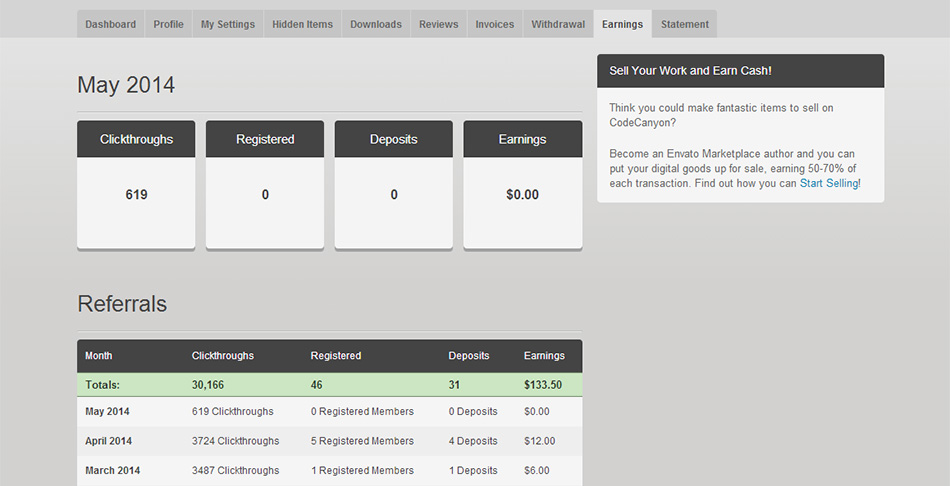 Dashboard Profile My Settings Hidden Items Downloads Reviews Invoices Withdrawal Earnings Statement
May 2014
Clickthroughs Registered Deposits Earnings
619 0 0 $0.00
Sell Your Work and Earn Cash!
Think you could make fantastic items to sell on
CodeCanyon?
Become an Envato Marketplace author and you can
put your digital goods up for sale, earning 50-70% of
each transaction. Find out how you can Start Selling!
Referrals
Month Clickthroughs Registered Deposits Earnings
Totals: 30,166 46 31 $133.50
May 2014 619 Clickthroughs 0 Registered Members 0 Deposits $0.00
April 2014 3724 Clickthroughs 5 Registered Members 4 Deposits $12.00
March 2014 3487 Clickthroughs 1 Registered Members 1 Deposits $6.00